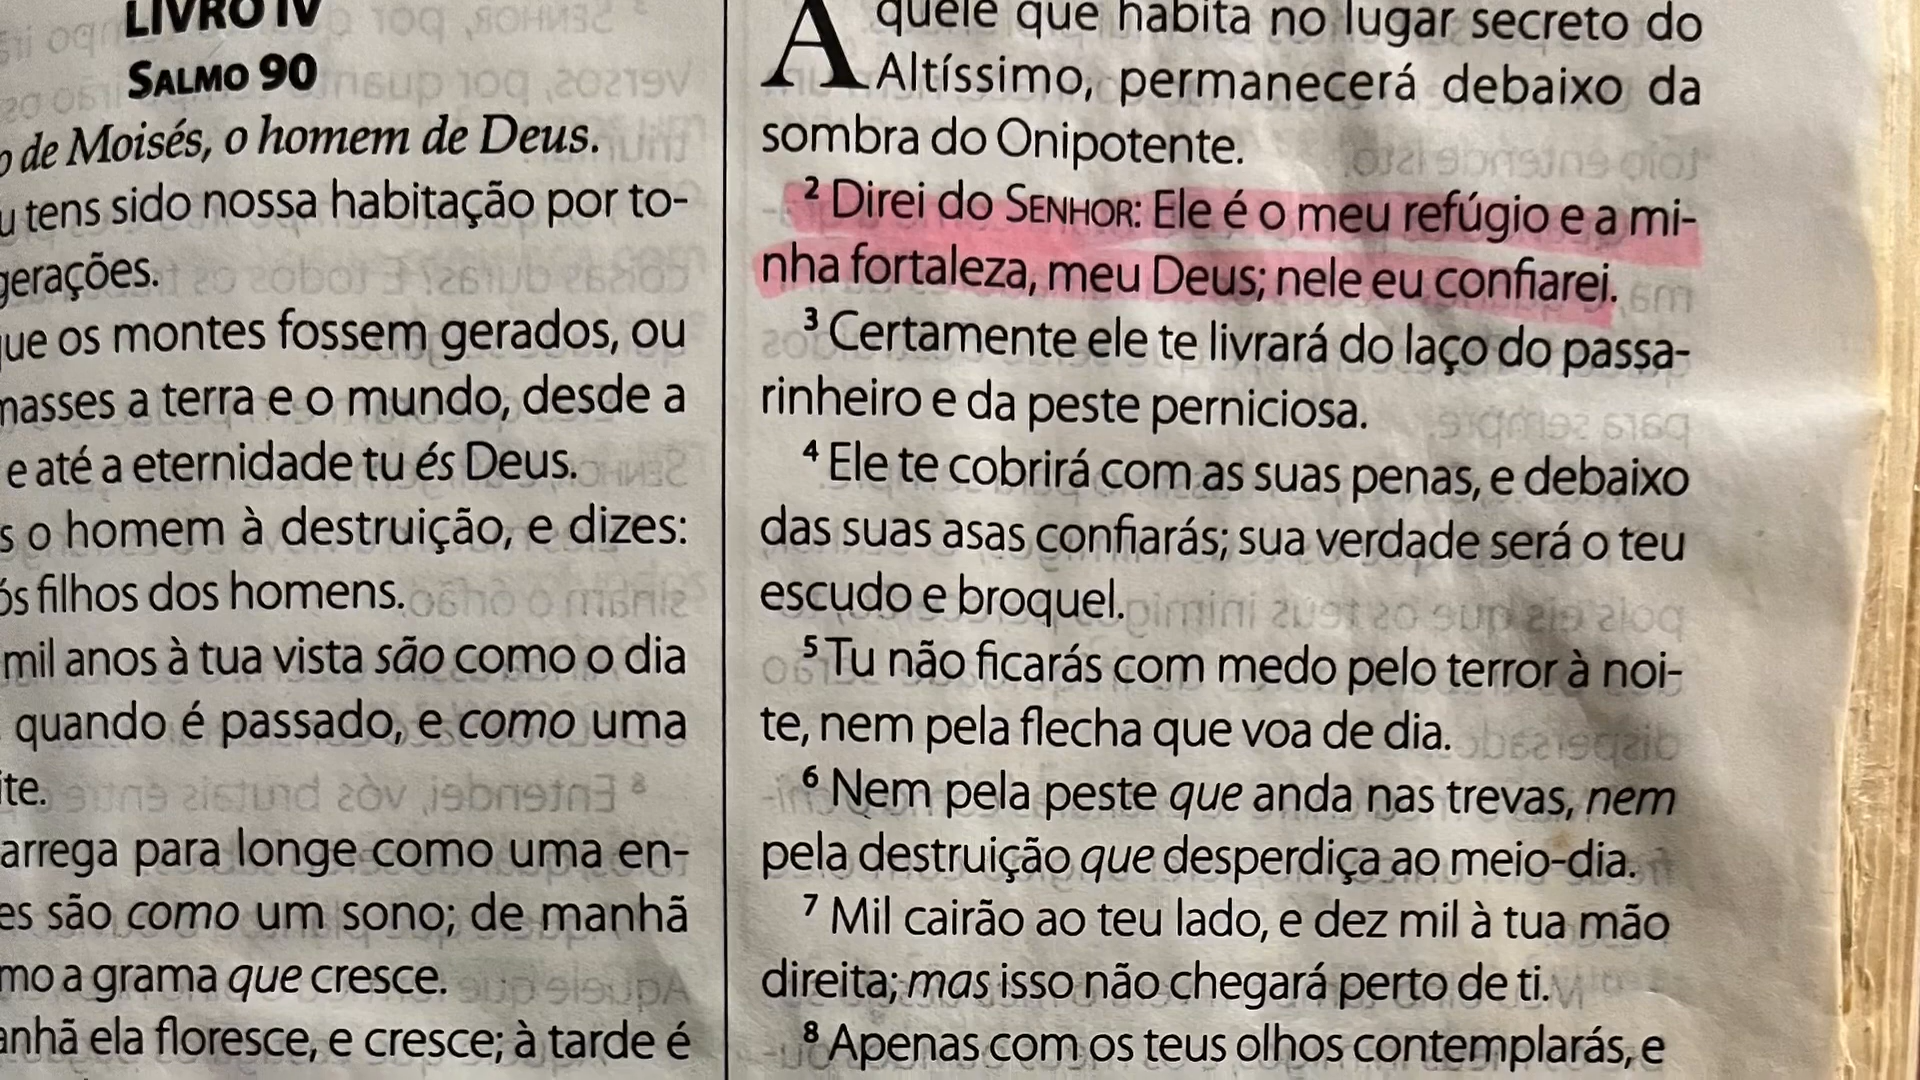 LIVRO IV
SALMO 90
de Moisés, o homem de Deus.
tens sido nossa habitação por to-
gerações.
que os montes fossem gerados, ou
a terra e o mundo, desde a
e até a eternidade tu és Deus.
o homem à destruição, e dizes:
filhos dos homens.
mil anos à tua vista são como o dia
quando é passado, e como uma
para longe como uma en-
são como um sono; de manhã
a grama que cresce.
ela floresce, e cresce; à tarde é
Aquele que habita no lugar secreto do
Altíssimo, permanecerá debaixo da
sombra do Onipotente.
2 Direi do SENHOR: Ele é o meu refúgio e a mi-
nha fortaleza, meu Deus; nele eu confiarei.
3 Certamente ele te livrará do laço do passa-
rinheiro e da peste perniciosa.
4 Ele te cobrirá com as suas penas, e debaixo
das suas asas confiarás; sua verdade será o teu
escudo e broquel.
5 Tu não ficarás com medo pelo terror à noi-
te, nem pela flecha que voa de dia.
6 Nem pela peste que anda nas trevas, nem
pela destruição que desperdiça ao meio-dia.
7 Mil cairão ao teu lado, e dez mil à tua mão
direita; mas isso não chegará perto de ti.
8 Apenas com os teus olhos contemplarás, e